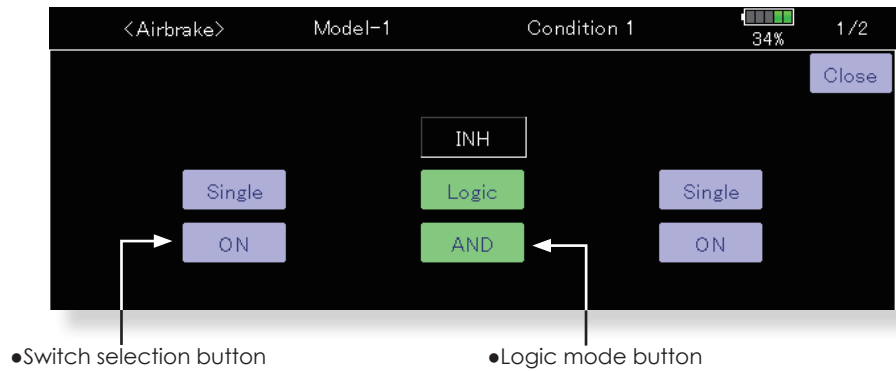 <Airbrake> Model-1 Condition 1 34% 1/2
Close
INH
Single Logic Single
ON AND ON
●Switch selection button ●Logic mode button